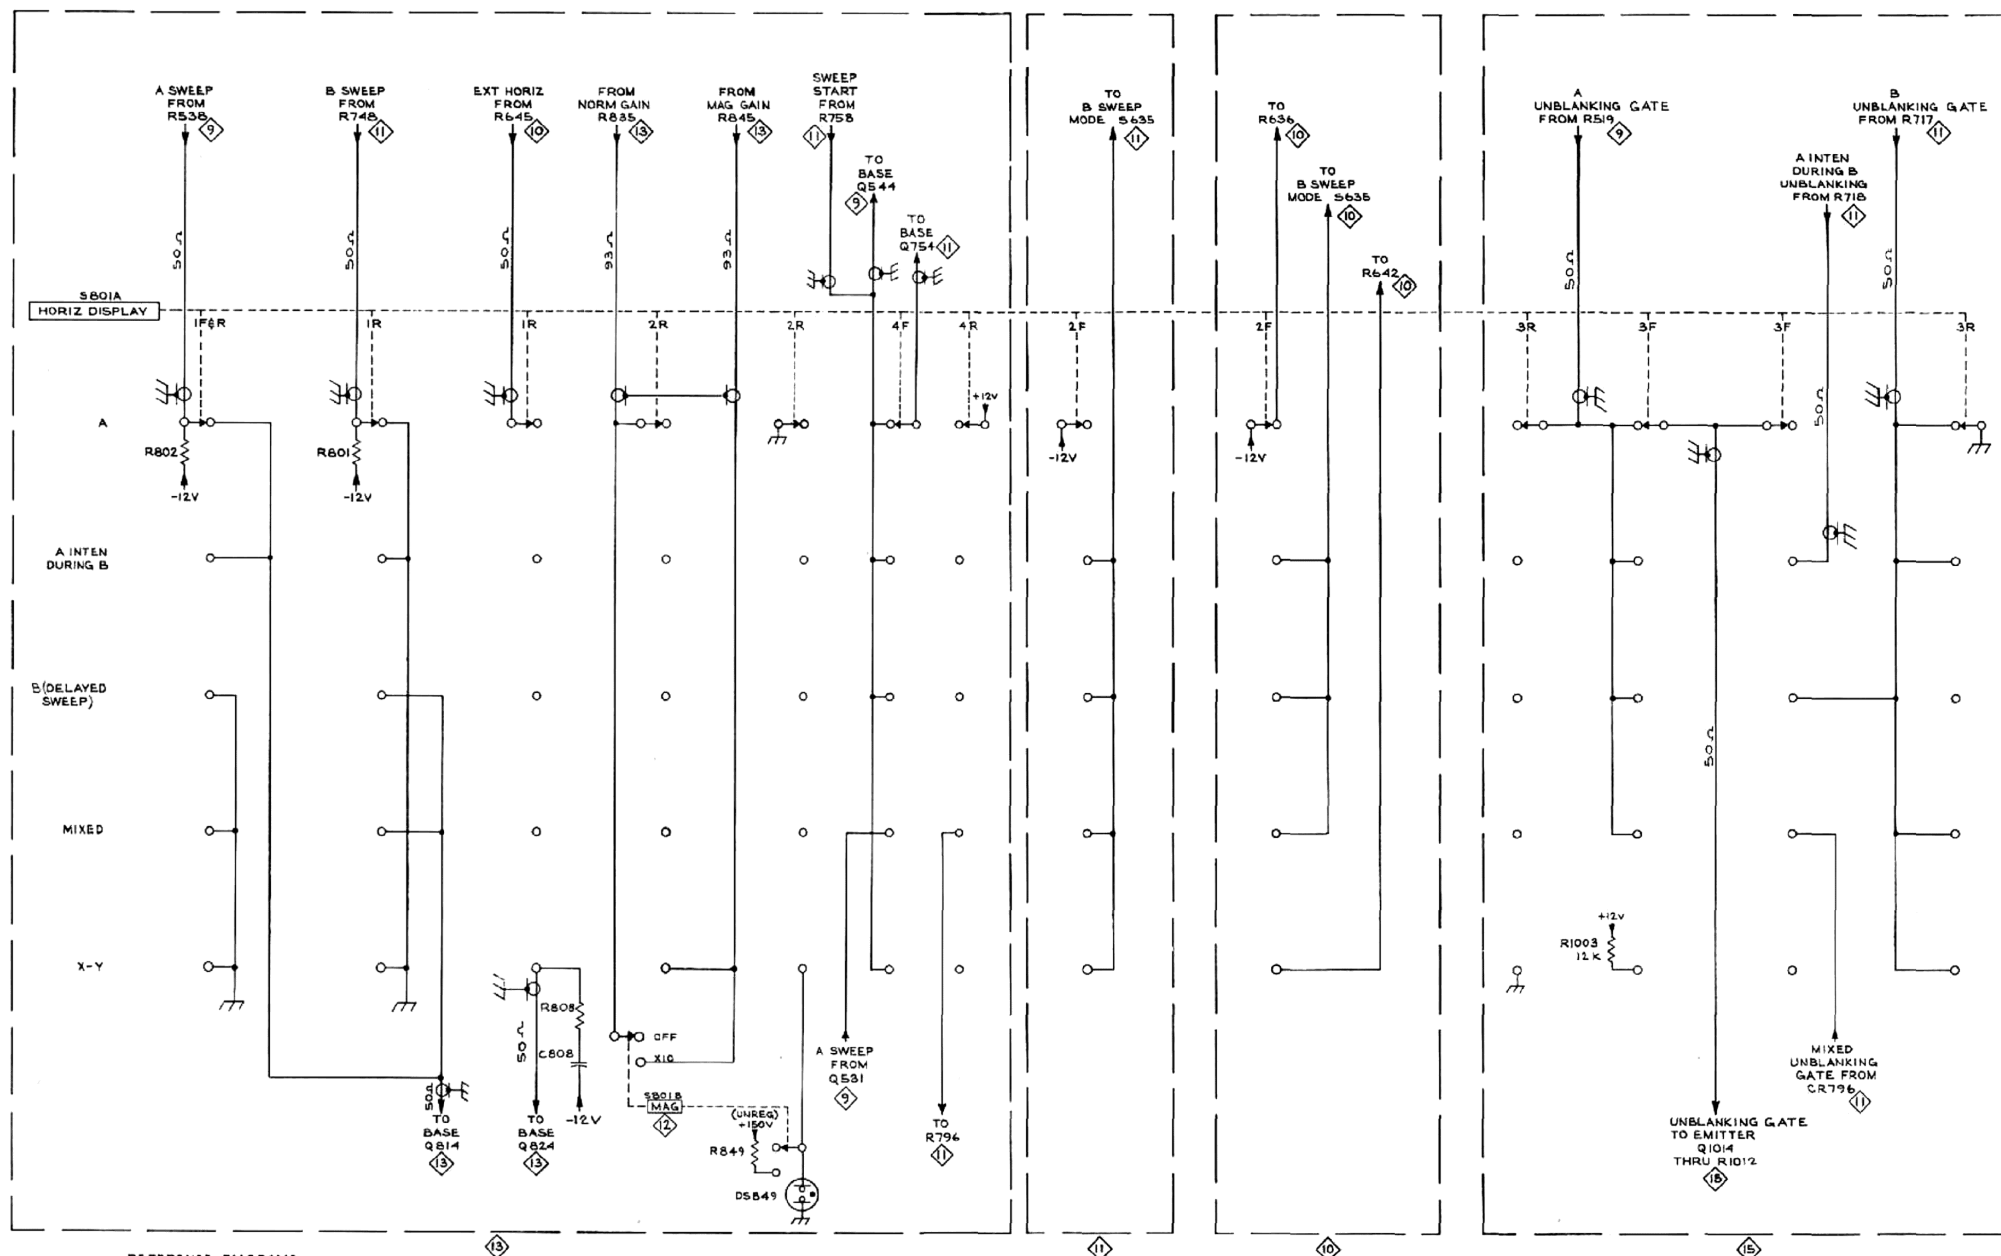 A SWEEP
FROM
R538
9
B SWEEP
FROM
R748
11
EXT HORIZ
FROM
R645
10
FROM
NORM GAIN
R835
13
FROM
MAG GAIN
R845
13
SWEEP
START
FROM
R758
11
TO
BASE
Q544
9
TO
BASE
Q754
11
TO
B SWEEP
MODE S635
11
TO
R636
10
TO
B SWEEP
MODE S635
10
TO
R642
10
A
UNBLANKING GATE
FROM R519
9
A INTEN
DURING B
UNBLANKING
FROM R718
11
B
UNBLANKING GATE
FROM R717
11
50Ω
50Ω
50Ω
93Ω
93Ω
50Ω
50Ω
50Ω
S801A
HORIZ DISPLAY
1F&R
1R
1R
2R
2R
4F
4R
2F
2F
3R
3F
3F
3R
A
R802
-12V
R801
-12V
+12V
-12V
-12V
A INTEN
DURING B
B(DELAYED
SWEEP)
50Ω
MIXED
X-Y
+12V
R1003
12K
R808
C808
-12V
50Ω
OFF
X10
S801B
MAG
12
(UNREG)
+150V
R849
DS849
50Ω
TO
BASE
Q814
13
TO
BASE
Q824
13
A SWEEP
FROM
Q531
9
TO
R796
11
UNBLANKING GATE
TO EMITTER
Q1014
THRU R1012
15
MIXED
UNBLANKING
GATE FROM
CR796
11
13
11
10
15